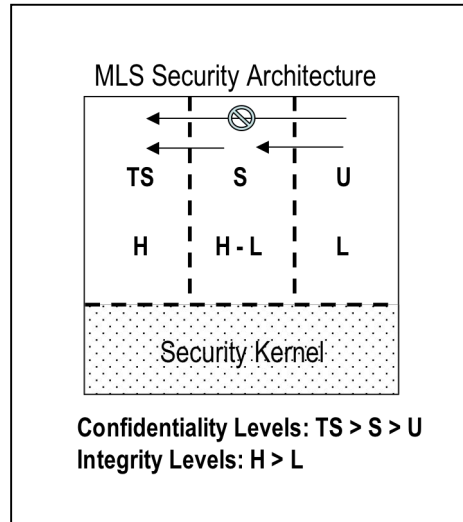 MLS Security Architecture
TS S U
H H - L L
Security Kernel
Confidentiality Levels: TS > S > U
Integrity Levels: H > L